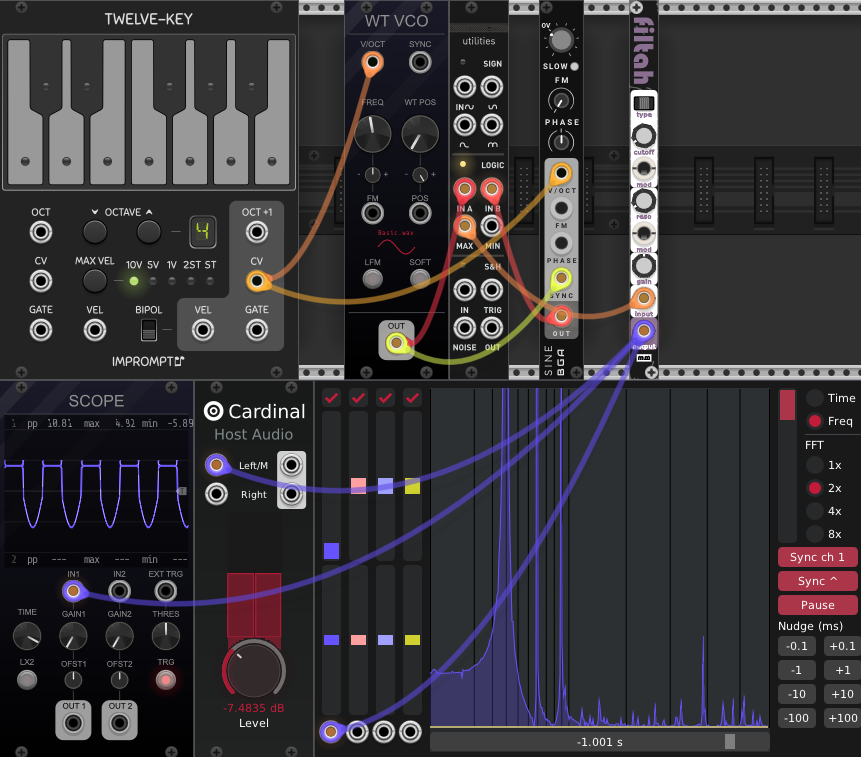 TWELVE-KEY
OCT
OCTAVE
4
OCT +1
CV
MAX VEL
10V 5V 1V 2ST ST
CV
GATE
VEL
BIPOL
VEL
GATE
IMPROMPTU
WT VCO
V/OCT
SYNC
FREQ
WT POS
FM
POS
Basic.wav
LFM
SOFT
OUT
utilities
SIGN
IN
LOGIC
IN A
IN B
MAX
MIN
S&H
IN
TRIG
NOISE
OUT
0V
SLOW
FM
PHASE
V/OCT
FM
PHASE
SYNC
OUT
SINE
BGA
filtah
type
cutoff
mod
reso
mod
gain
input
output
SCOPE
1 pp 10.81 max 4.92 min -5.89
2 pp --- max --- min ---
IN1
IN2
EXT TRG
TIME
GAIN1
GAIN2
THRES
LX2
OFST1
OFST2
TRG
OUT 1
OUT 2
Cardinal
Host Audio
Left/M
Right
-7.4835 dB
Level
-1.001 s
Time
Freq
FFT
1x
2x
4x
8x
Sync ch 1
Sync ^
Pause
Nudge (ms)
-0.1
+0.1
-1
+1
-10
+10
-100
+100